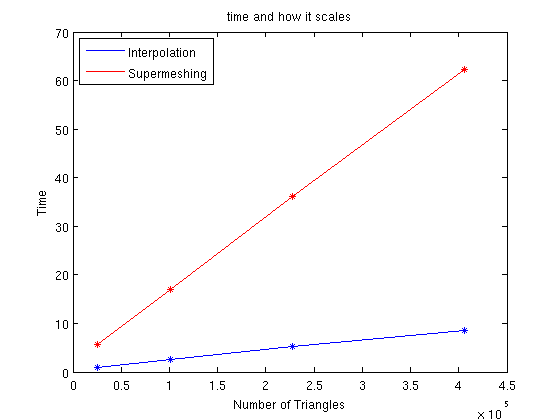 time and how it scales
Interpolation
Supermeshing
70
60
50
40
30
20
10
0
Time
0 0.5 1 1.5 2 2.5 3 3.5 4 4.5
Number of Triangles
× 10 5